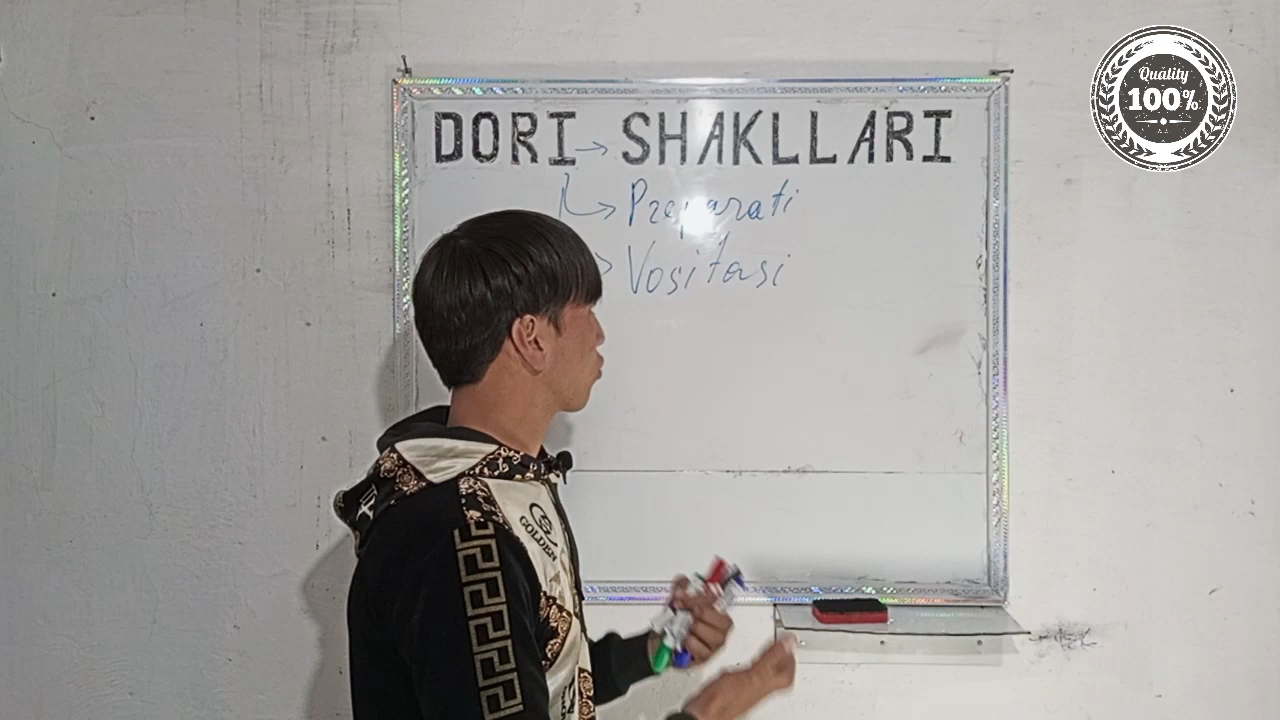 DORI → SHAKLLARI
→ Preparati
→ Vositasi
Quality
100%
GOLDEN